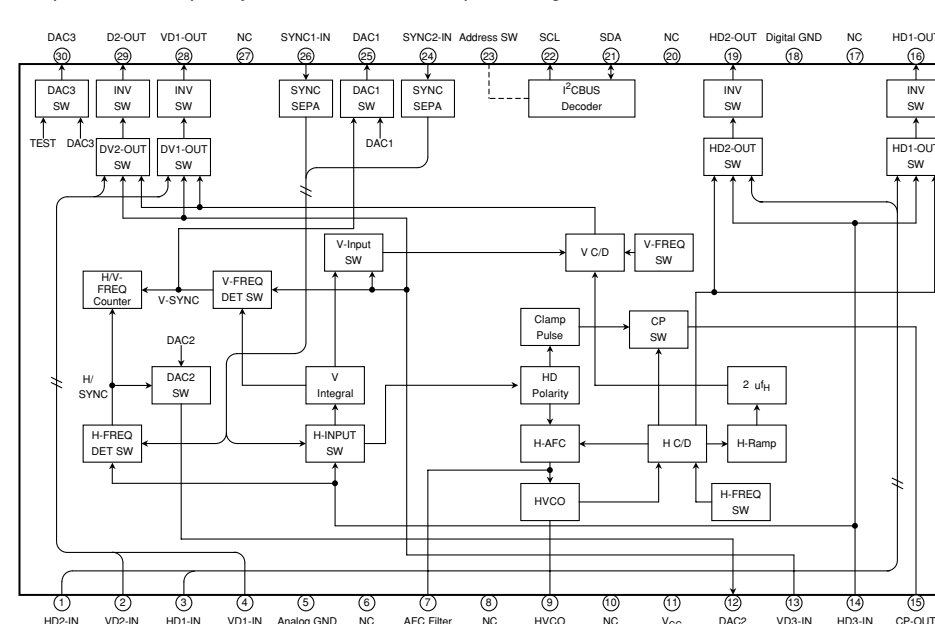 DAC3 D2-OUT VD1-OUT NC SYNC1-IN DAC1 SYNC2-IN Address SW SCL SDA NC HD2-OUT Digital GND NC HD1-OUT
30 29 28 27 26 25 24 23 22 21 20 19 18 17 16
DAC3
SW
INV
SW
INV
SW
SYNC
SEPA
DAC1
SW
SYNC
SEPA
I²CBUS
Decoder
INV
SW
INV
SW
TEST DAC3
DAC1
DV2-OUT
SW
DV1-OUT
SW
HD2-OUT
SW
HD1-OUT
SW
V-Input
SW
V C/D
V-FREQ
SW
H/V-
FREQ
Counter
V-SYNC
V-FREQ
DET SW
Clamp
Pulse
CP
SW
DAC2
H/
SYNC
DAC2
SW
V
Integral
HD
Polarity
2 ufH
H-FREQ
DET SW
H-INPUT
SW
H-AFC
H C/D
H-Ramp
HVCO
H-FREQ
SW
1 2 3 4 5 6 7 8 9 10 11 12 13 14 15
HD2-IN VD2-IN HD1-IN VD1-IN Analog GND NC AFC Filter NC HVCO NC VCC DAC2 VD3-IN HD3-IN CP-OUT